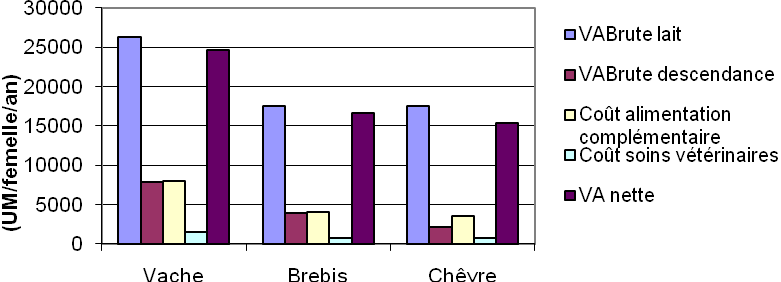 30000
25000
20000
15000
10000
5000
0
(UM/femelle/an)
Vache
Brebis
Chêvre
VABrute lait
VABrute descendance
Coût alimentation
complémentaire
Coût soins vétérinaires
VA nette